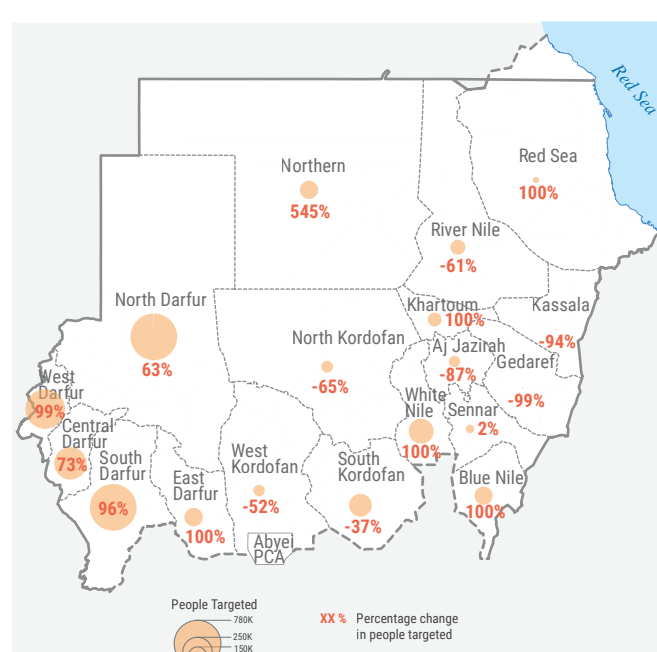 Red Sea
Red Sea
100%
Northern
545%
River Nile
-61%
North Darfur
63%
Khartoum
100%
Kassala
-94%
North Kordofan
-65%
Aj Jazirah
-87%
Gedaref
-99%
West
Darfur
99%
White
Nile
100%
Sennar
2%
Central
Darfur
73%
South
Darfur
96%
East
Darfur
100%
West
Kordofan
-52%
South
Kordofan
-37%
Blue Nile
100%
Abyei
PCA
People Targeted
780K
250K
150K
XX %
Percentage change
in people targeted